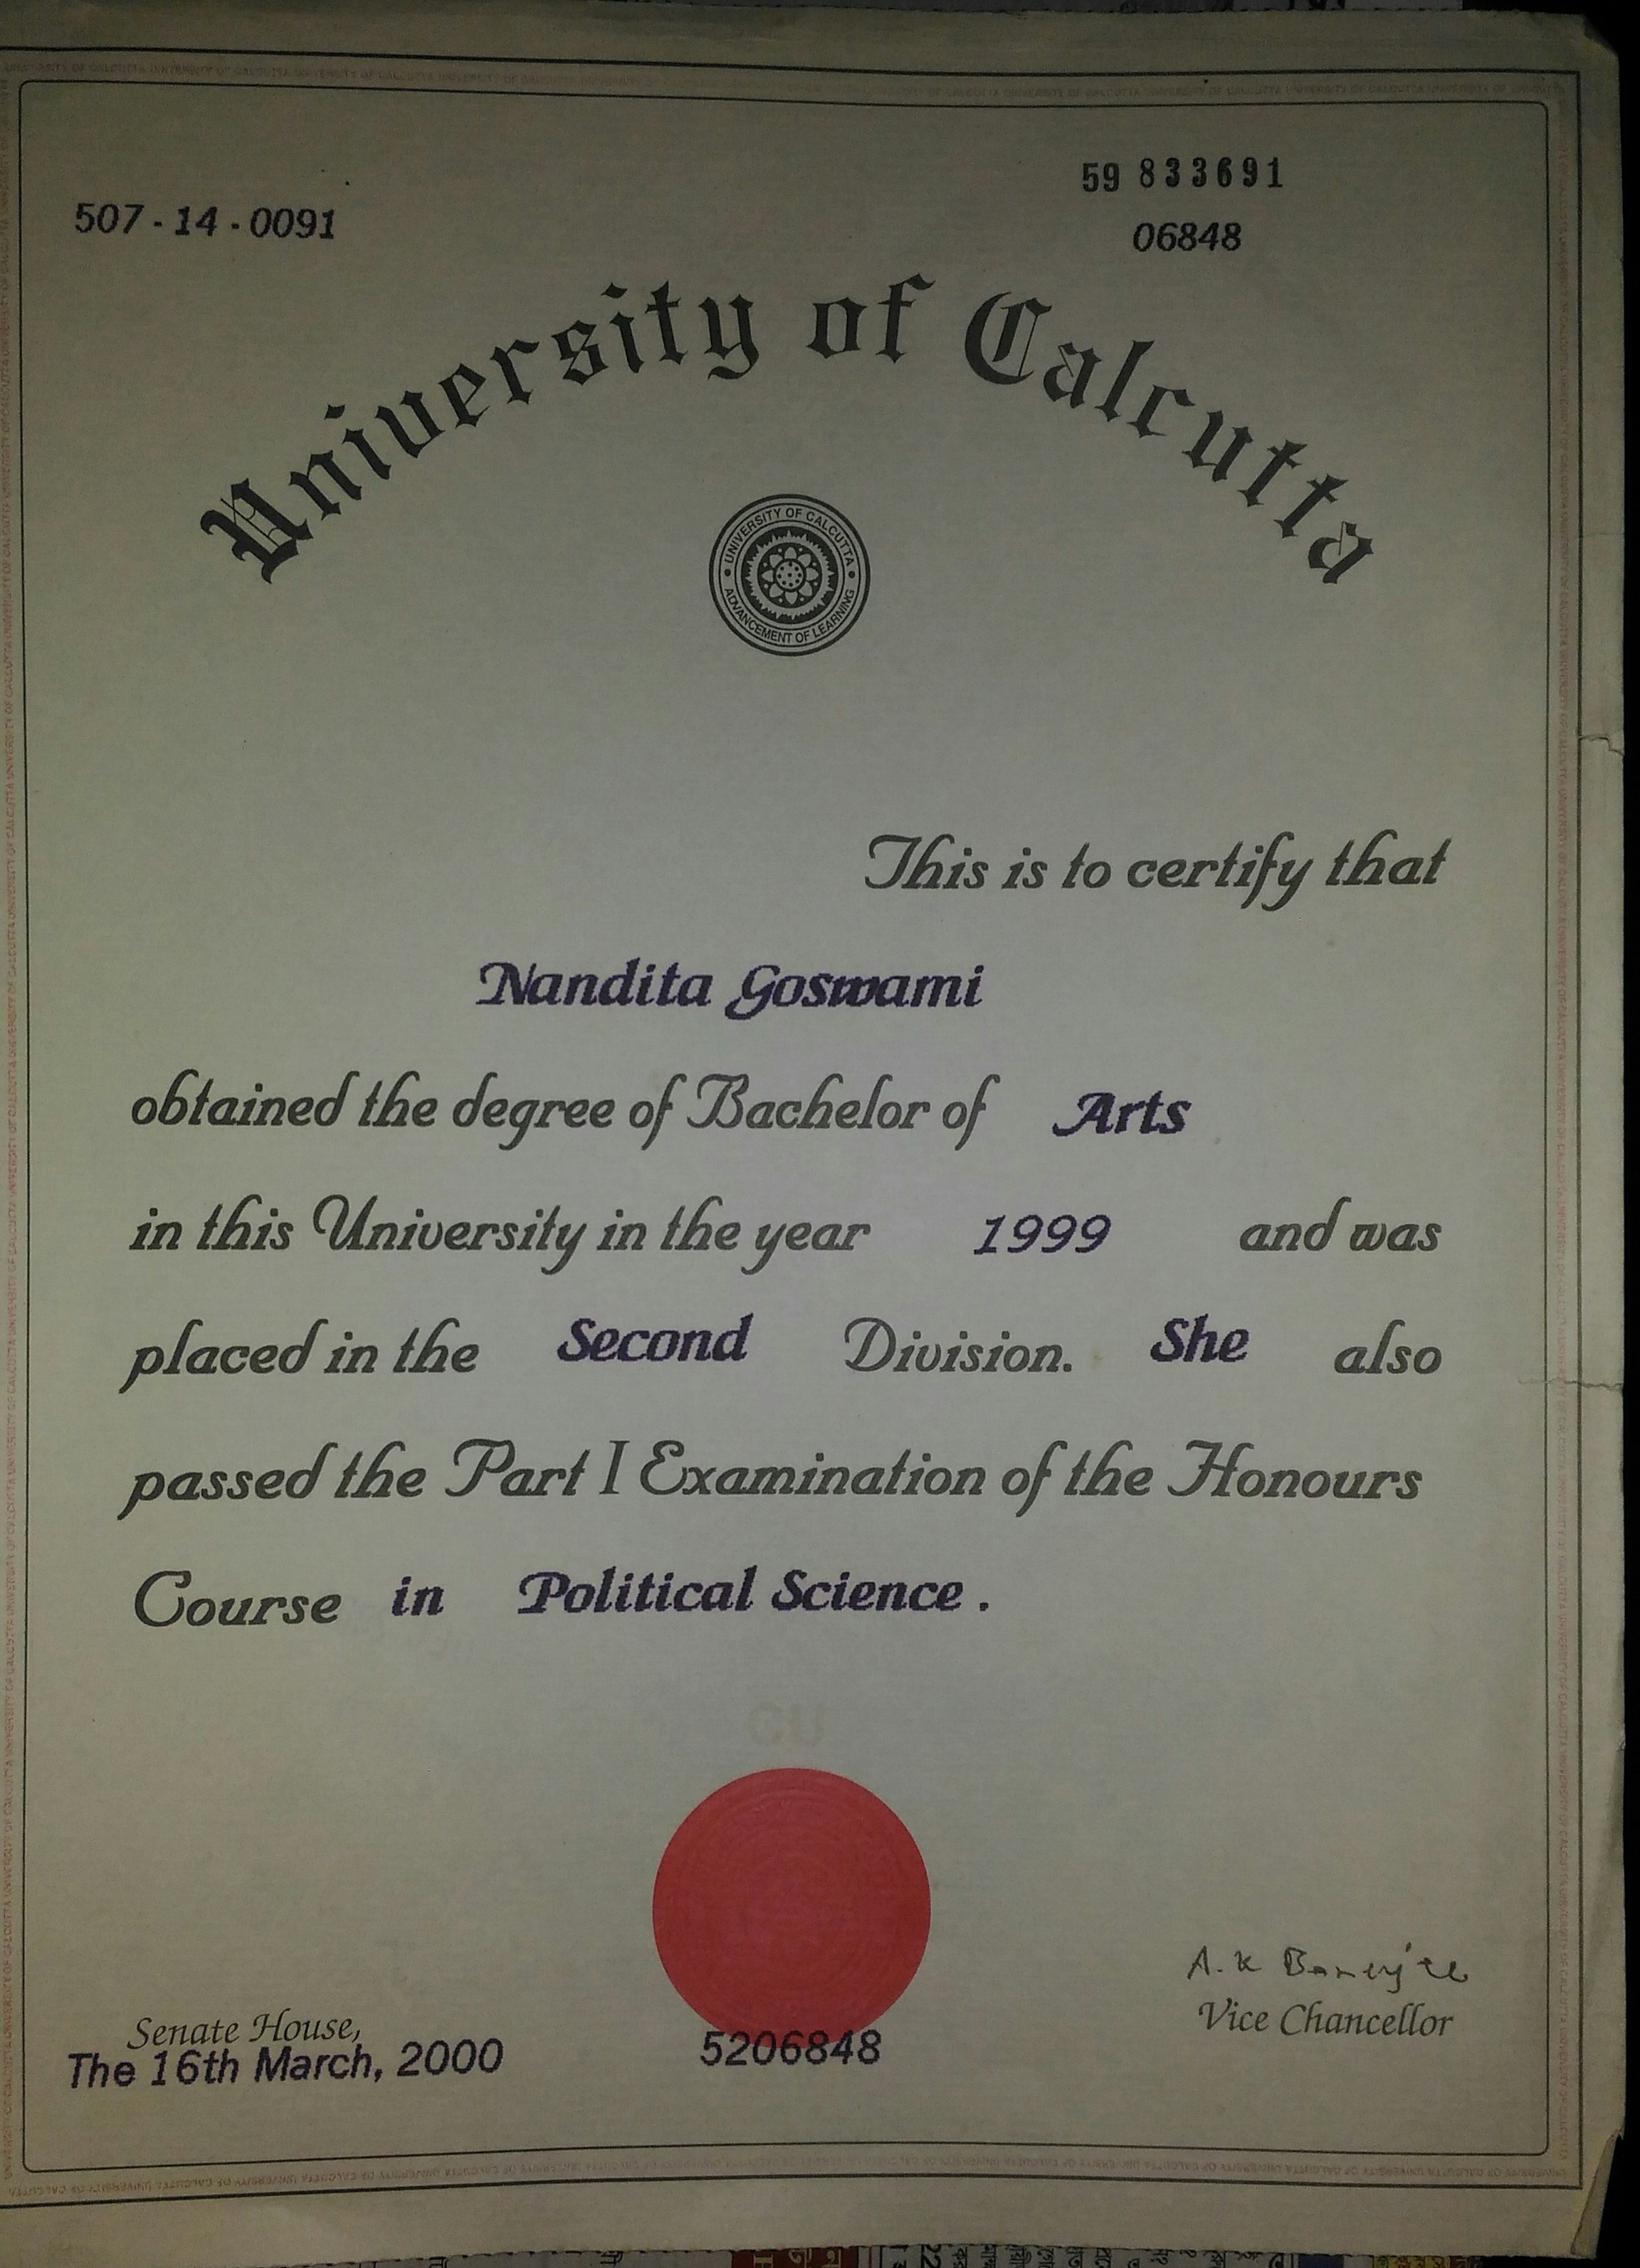 59 833691
507 - 14 - 0091
06848
University of Calcutta
UNIVERSITY OF CALCUTTA
ADVANCEMENT OF LEARNING
This is to certify that
Nandita Goswami
obtained the degree of Bachelor of Arts
in this University in the year 1999 and was
placed in the Second Division. She also
passed the Part I Examination of the Honours
Course in Political Science .
CU
A. K Banerjee
Vice Chancellor
Senate House,
The 16th March, 2000
5206848